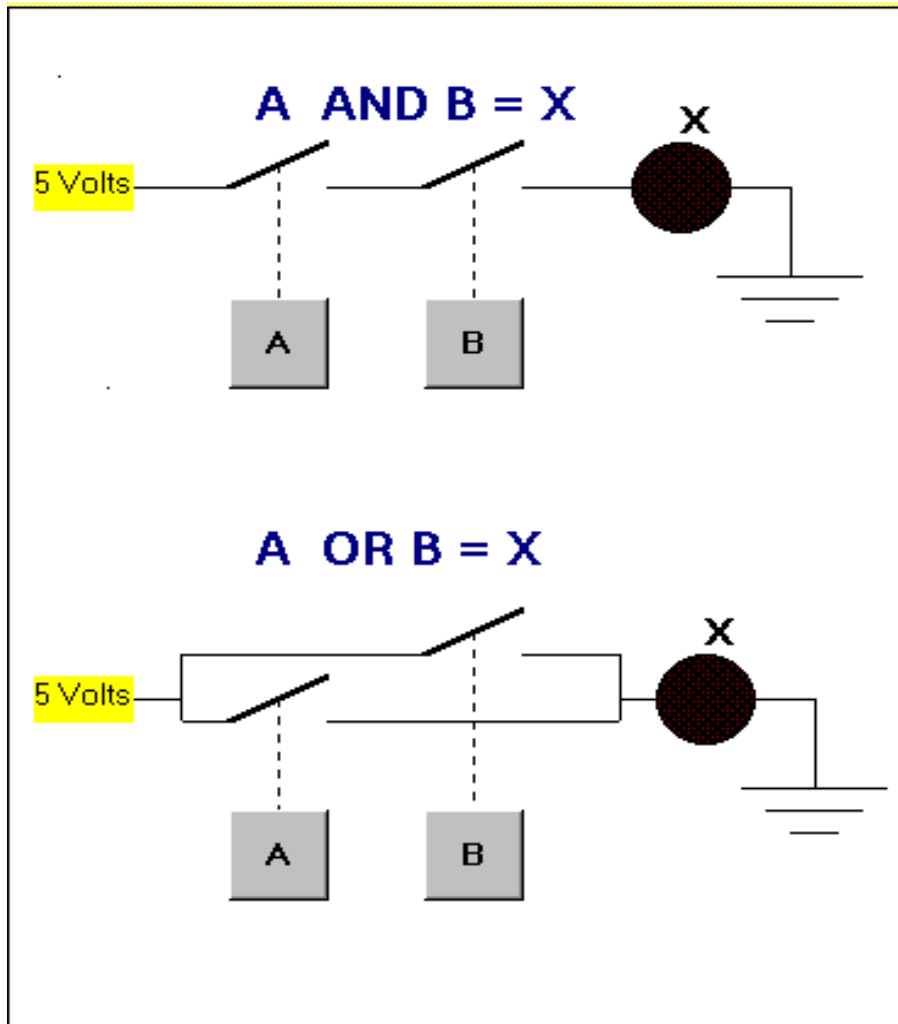 A AND B = X
X
5 Volts
A B
A OR B = X
X
5 Volts
A B